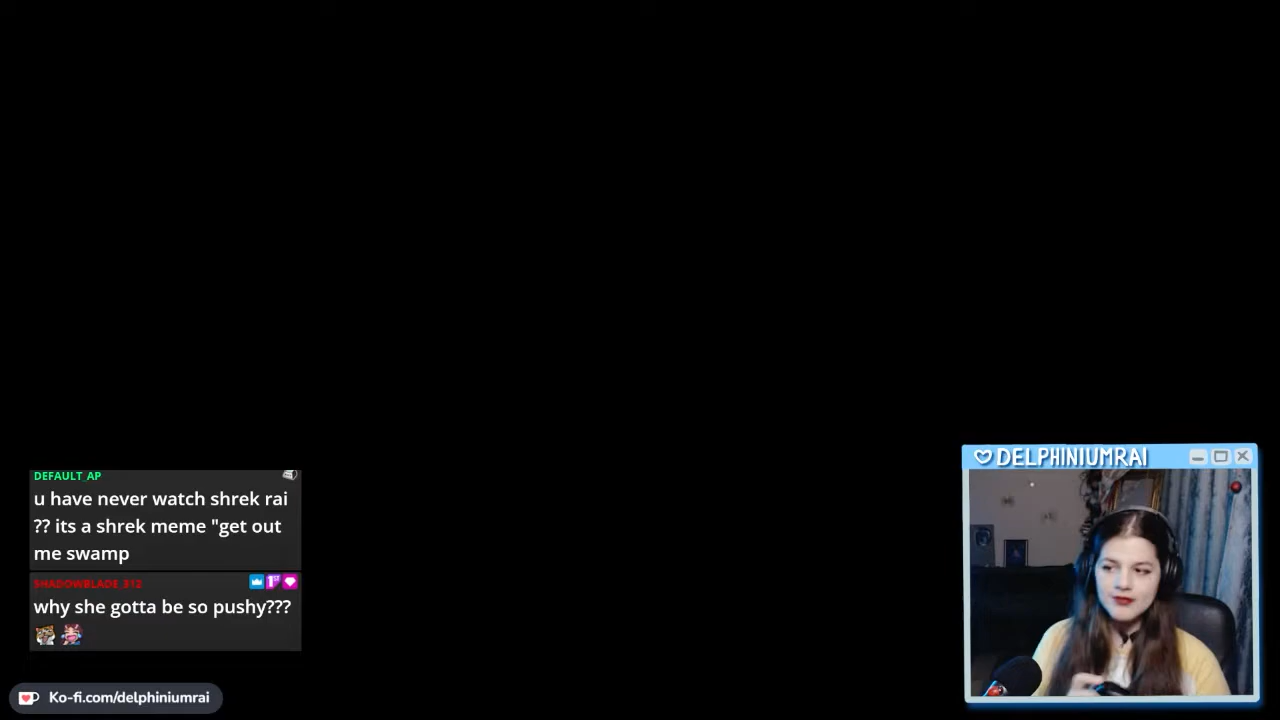 DEFAULT_AP
u have never watch shrek rai
?? its a shrek meme "get out
me swamp
SHADOWBLADE_312
why she gotta be so pushy???
Ko-fi.com/delphiniumrai
DELPHINIUMRAI